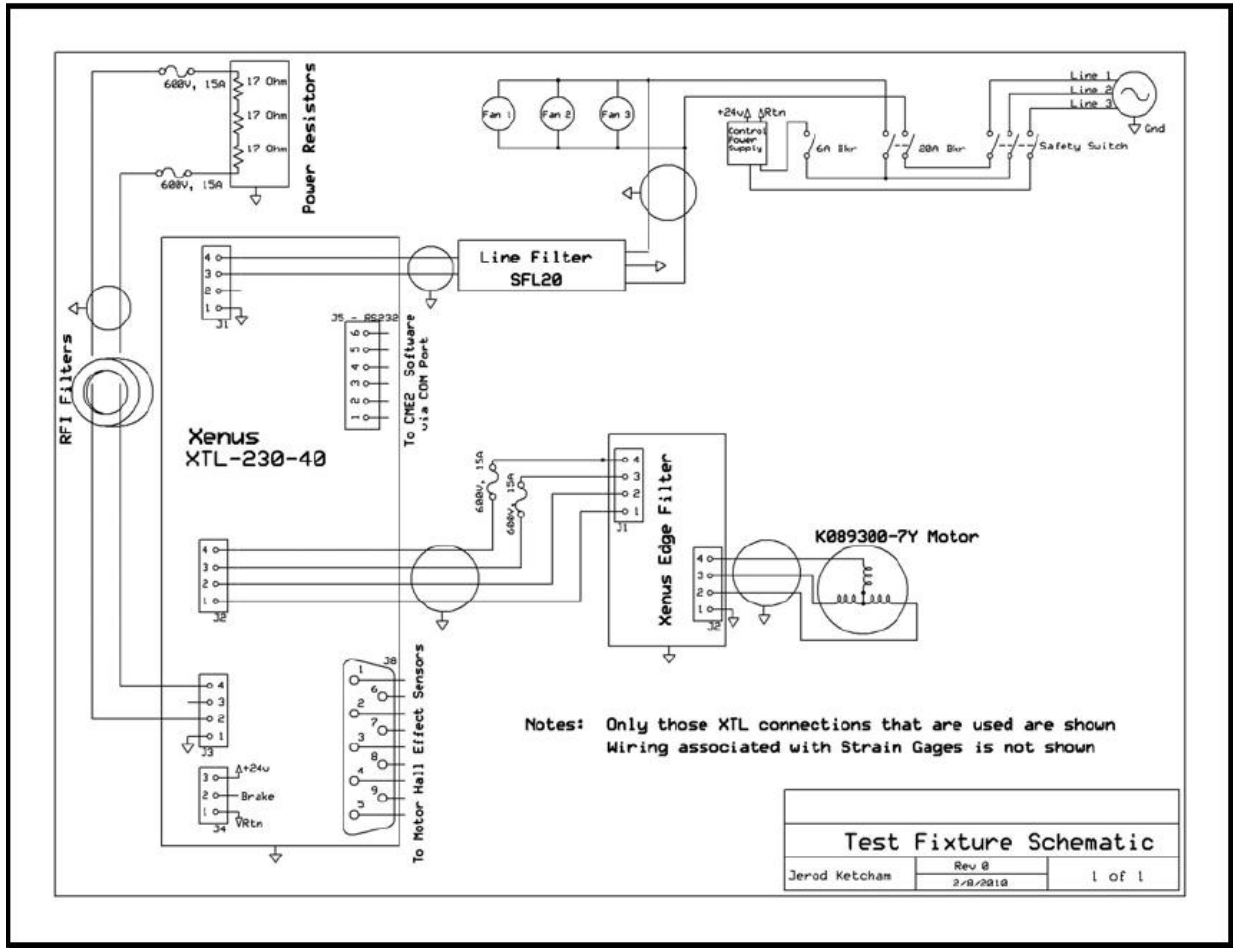 600V, 15A
17 Ohm
17 Ohm
17 Ohm
600V, 15A
Power Resistors
Fan 1
Fan 2
Fan 3
+24v
Rtn
Control
Power
Supply
6A Bkr
20A Bkr
Safety Switch
Line 1
Line 2
Line 3
Gnd
Line Filter
SFL20
4
3
2
1
J1
J5 - RS232
6
5
4
3
2
1
To CME2 Software
via COM Port
RFI Filters
Xenus
XTL-230-40
600V, 15A
600V, 15A
4
3
2
1
J2
4
3
2
1
J1
Xenus Edge Filter
4
3
2
1
J2
K089300-7Y Motor
4
3
2
1
J3
3
2
1
J4
+24v
Brake
Rtn
J8
1
6
2
7
3
8
4
9
5
To Motor Hall Effect Sensors
Notes: Only those XTL connections that are used are shown
Wiring associated with Strain Gages is not shown
Test Fixture Schematic
Jerod Ketcham
Rev 0
2/8/2010
1 of 1